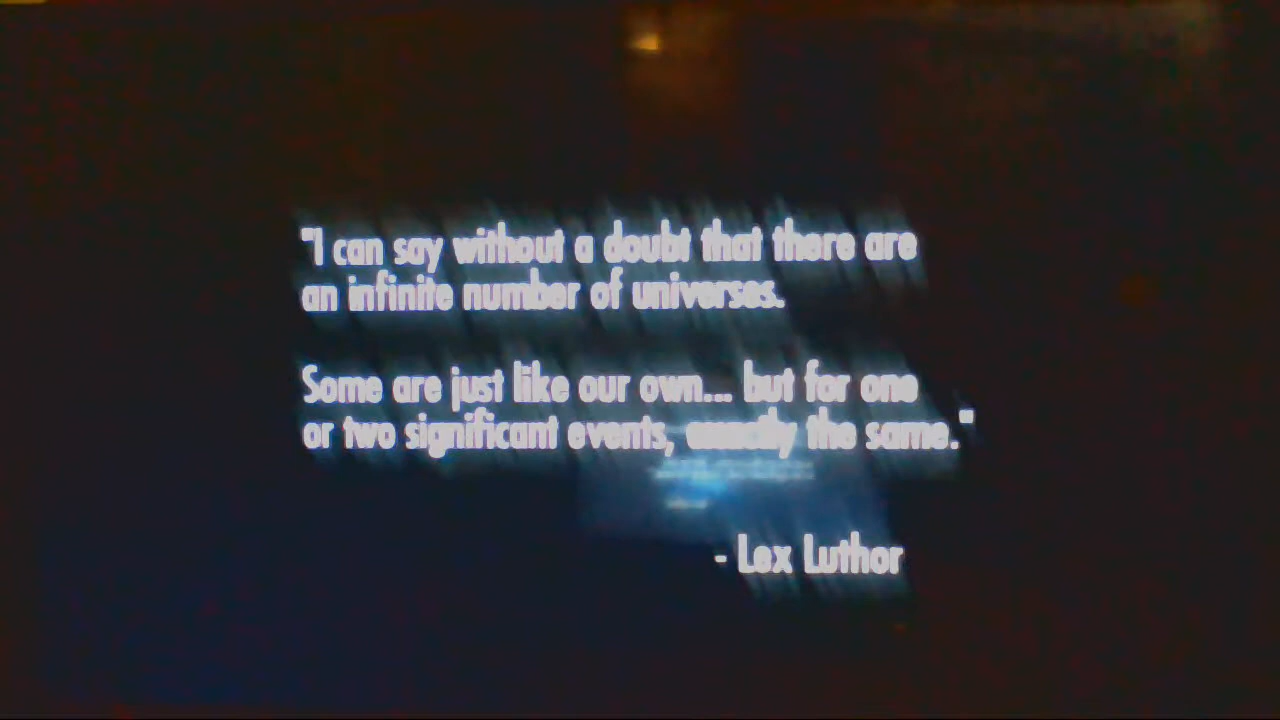 "I can say without a doubt that there are
an infinite number of universes.
Some are just like our own... but for one
or two significant events, exactly the same."
- Lex Luthor